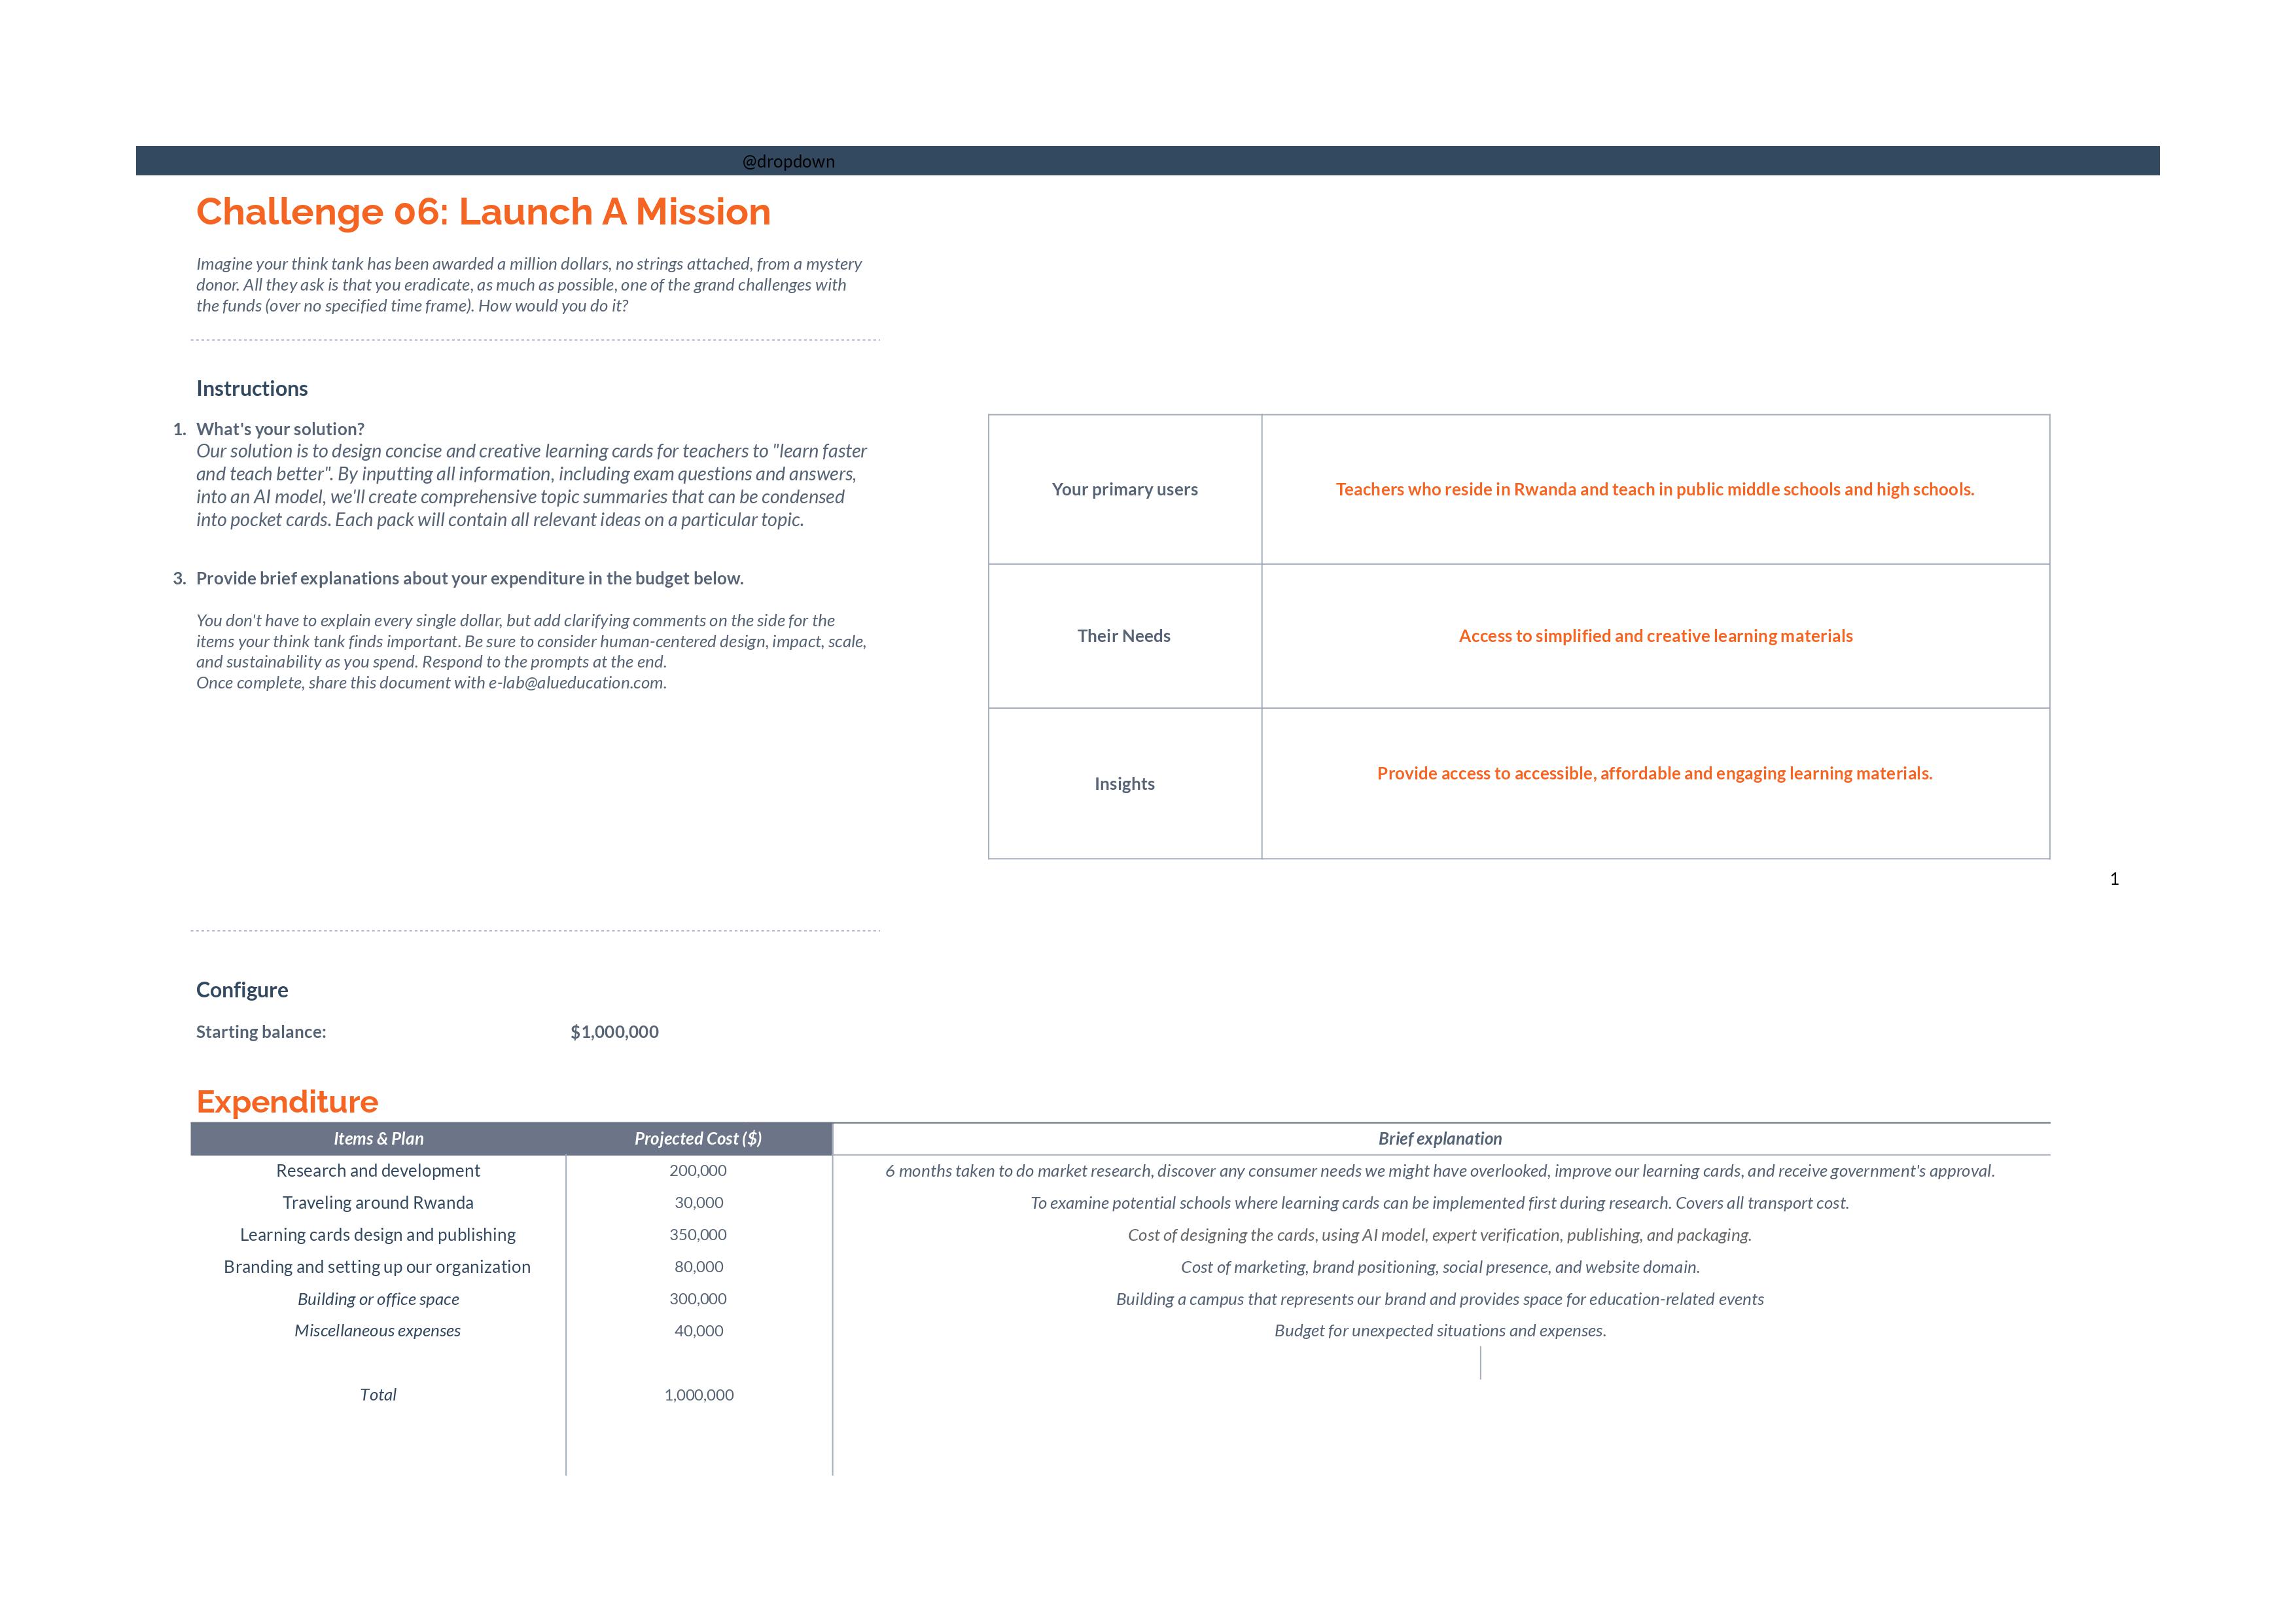 @dropdown
Challenge 06: Launch A Mission
Imagine your think tank has been awarded a million dollars, no strings attached, from a mystery
donor. All they ask is that you eradicate, as much as possible, one of the grand challenges with
the funds (over no specified time frame). How would you do it?
Instructions
1. What's your solution?
Our solution is to design concise and creative learning cards for teachers to "learn faster
and teach better". By inputting all information, including exam questions and answers,
into an AI model, we'll create comprehensive topic summaries that can be condensed
into pocket cards. Each pack will contain all relevant ideas on a particular topic.
3. Provide brief explanations about your expenditure in the budget below.
You don't have to explain every single dollar, but add clarifying comments on the side for the
items your think tank finds important. Be sure to consider human-centered design, impact, scale,
and sustainability as you spend. Respond to the prompts at the end.
Once complete, share this document with e-lab@alueducation.com.
Your primary users Teachers who reside in Rwanda and teach in public middle schools and high schools.
Their Needs Access to simplified and creative learning materials
Insights Provide access to accessible, affordable and engaging learning materials.
1
Configure
Starting balance: $1,000,000
Expenditure
Items & Plan Projected Cost ($) Brief explanation
Research and development 200,000 6 months taken to do market research, discover any consumer needs we might have overlooked, improve our learning cards, and receive government's approval.
Traveling around Rwanda 30,000 To examine potential schools where learning cards can be implemented first during research. Covers all transport cost.
Learning cards design and publishing 350,000 Cost of designing the cards, using AI model, expert verification, publishing, and packaging.
Branding and setting up our organization 80,000 Cost of marketing, brand positioning, social presence, and website domain.
Building or office space 300,000 Building a campus that represents our brand and provides space for education-related events
Miscellaneous expenses 40,000 Budget for unexpected situations and expenses.
Total 1,000,000